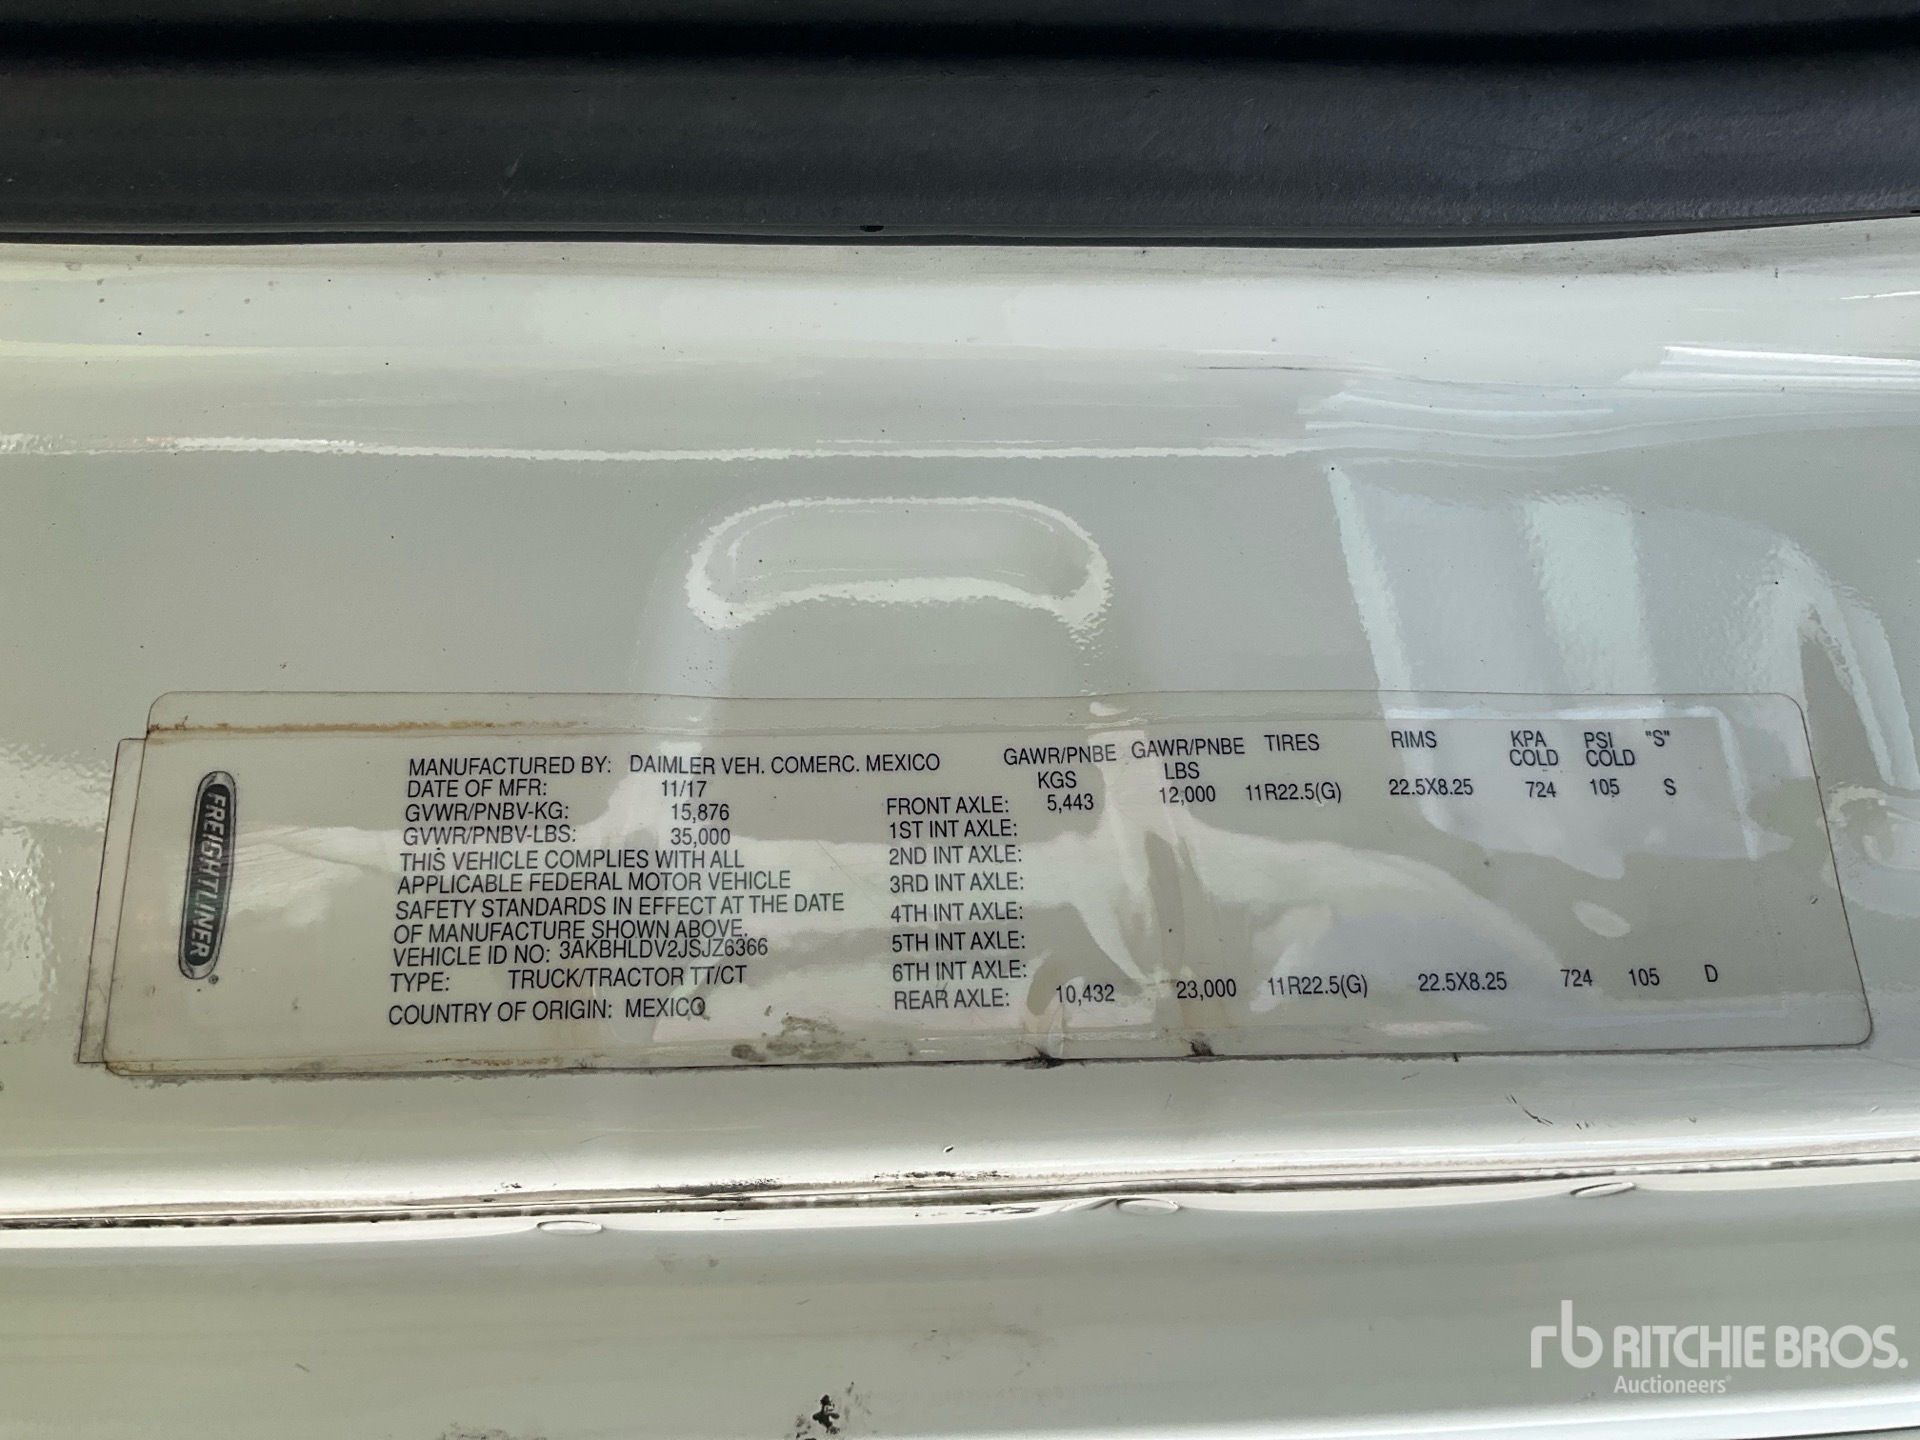 FREIGHTLINER
MANUFACTURED BY: DAIMLER VEH. COMERC. MEXICO
DATE OF MFR: 11/17
GVWR/PNBV-KG: 15,876
GVWR/PNBV-LBS: 35,000
THIS VEHICLE COMPLIES WITH ALL
APPLICABLE FEDERAL MOTOR VEHICLE
SAFETY STANDARDS IN EFFECT AT THE DATE
OF MANUFACTURE SHOWN ABOVE.
VEHICLE ID NO: 3AKBHLDV2JSJZ6366
TYPE: TRUCK/TRACTOR TT/CT
COUNTRY OF ORIGIN: MEXICO
GAWR/PNBE GAWR/PNBE TIRES RIMS KPA PSI "S"
KGS LBS COLD COLD
FRONT AXLE: 5,443 12,000 11R22.5(G) 22.5X8.25 724 105 S
1ST INT AXLE:
2ND INT AXLE:
3RD INT AXLE:
4TH INT AXLE:
5TH INT AXLE:
6TH INT AXLE:
REAR AXLE: 10,432 23,000 11R22.5(G) 22.5X8.25 724 105 D
rb RITCHIE BROS.
Auctioneers